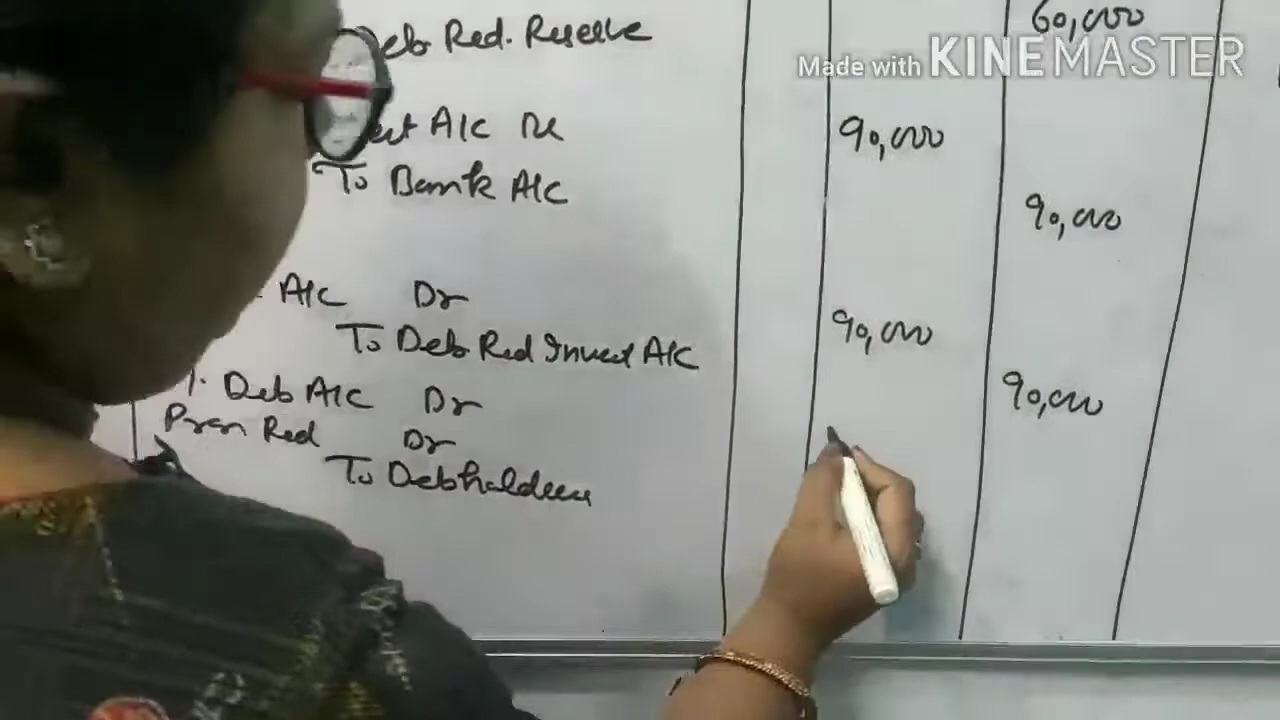 60,000
Deb Red. Reserve
Made with KINEMASTER
A/C Dr 90,000
To Bank A/C
90,000
A/C Dr
To Deb Red Invest A/C 90,000
90,000
%. Deb A/C Dr
Prem Red Dr
To Debholders